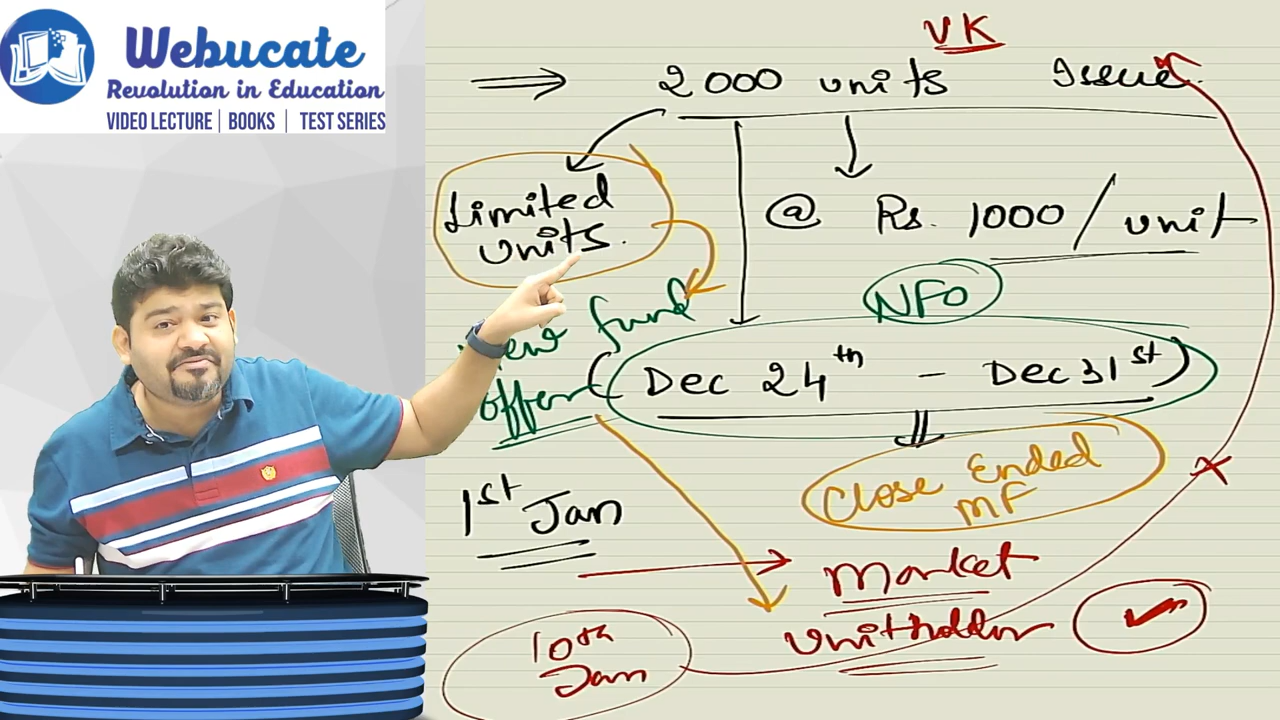 Webucate
Revolution in Education
VIDEO LECTURE | BOOKS | TEST SERIES
VK
2000 units Issue
Limited
units.
@ Rs. 1000 / unit
NFO
New fund
offer
(Dec 24th - Dec 31st)
Close Ended
MF
1st Jan
Market
Unitholder
10th
Jan